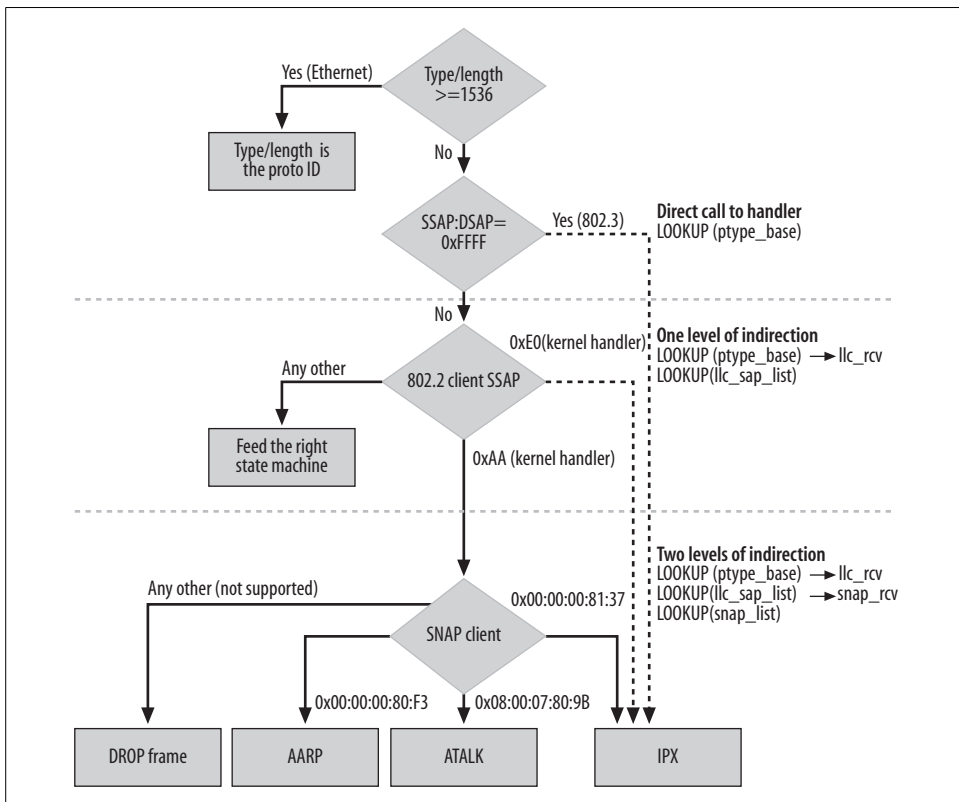 Type/length
>=1536
Yes (Ethernet)
Type/length is
the proto ID
No
SSAP:DSAP=
0xFFFF
Yes (802.3)
Direct call to handler
LOOKUP (ptype_base)
No
0xE0(kernel handler)
One level of indirection
LOOKUP (ptype_base) → llc_rcv
LOOKUP(llc_sap_list)
Any other
802.2 client SSAP
Feed the right
state machine
0xAA (kernel handler)
Two levels of indirection
LOOKUP (ptype_base) → llc_rcv
LOOKUP(llc_sap_list) → snap_rcv
LOOKUP(snap_list)
Any other (not supported)
0x00:00:00:81:37
SNAP client
0x00:00:00:80:F3
0x08:00:07:80:9B
DROP frame
AARP
ATALK
IPX